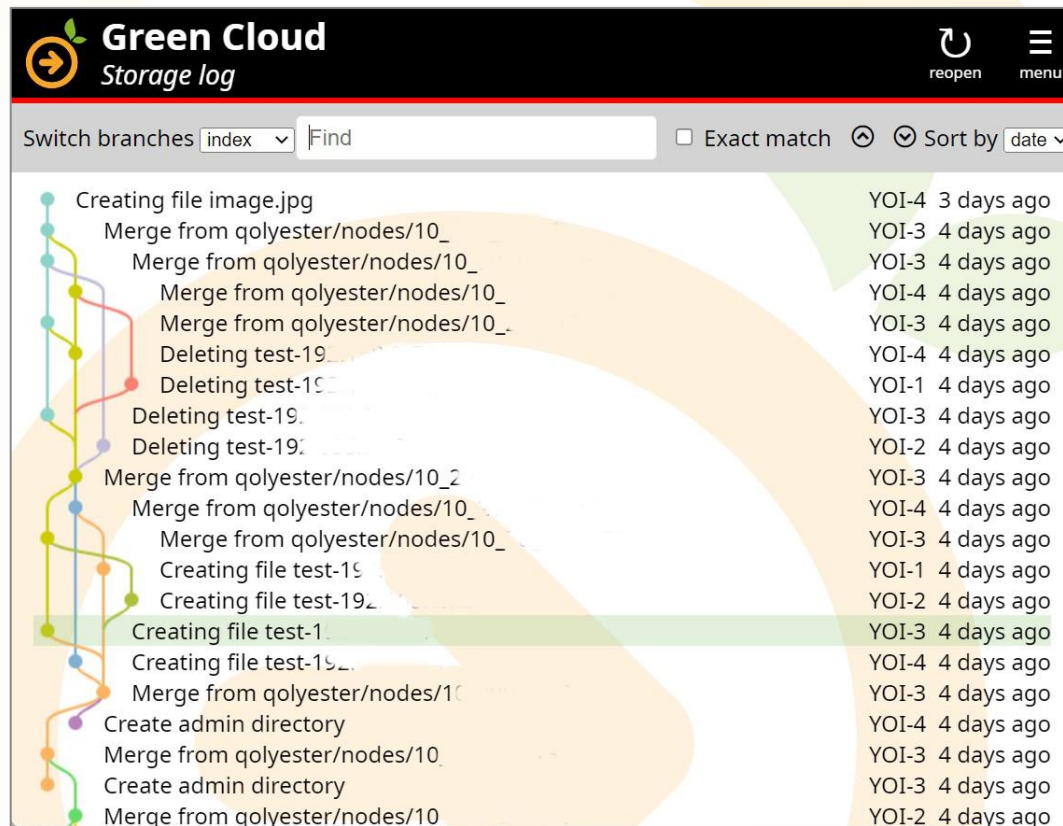 Green Cloud
Storage log
reopen
menu
Switch branches index Find Exact match Sort by date
Creating file image.jpg YOI-4 3 days ago
Merge from qolyester/nodes/10_ YOI-3 4 days ago
Merge from qolyester/nodes/10_ YOI-3 4 days ago
Merge from qolyester/nodes/10_ YOI-4 4 days ago
Merge from qolyester/nodes/10_ YOI-3 4 days ago
Deleting test-19 YOI-4 4 days ago
Deleting test-19 YOI-1 4 days ago
Deleting test-19 YOI-3 4 days ago
Deleting test-192 YOI-2 4 days ago
Merge from qolyester/nodes/10_2 YOI-3 4 days ago
Merge from qolyester/nodes/10_ YOI-4 4 days ago
Merge from qolyester/nodes/10_ YOI-3 4 days ago
Creating file test-19 YOI-1 4 days ago
Creating file test-192 YOI-2 4 days ago
Creating file test-1 YOI-3 4 days ago
Creating file test-192. YOI-4 4 days ago
Merge from qolyester/nodes/10 YOI-3 4 days ago
Create admin directory YOI-4 4 days ago
Merge from qolyester/nodes/10_ YOI-3 4 days ago
Create admin directory YOI-3 4 days ago
Merge from qolyester/nodes/10 YOI-2 4 days ago